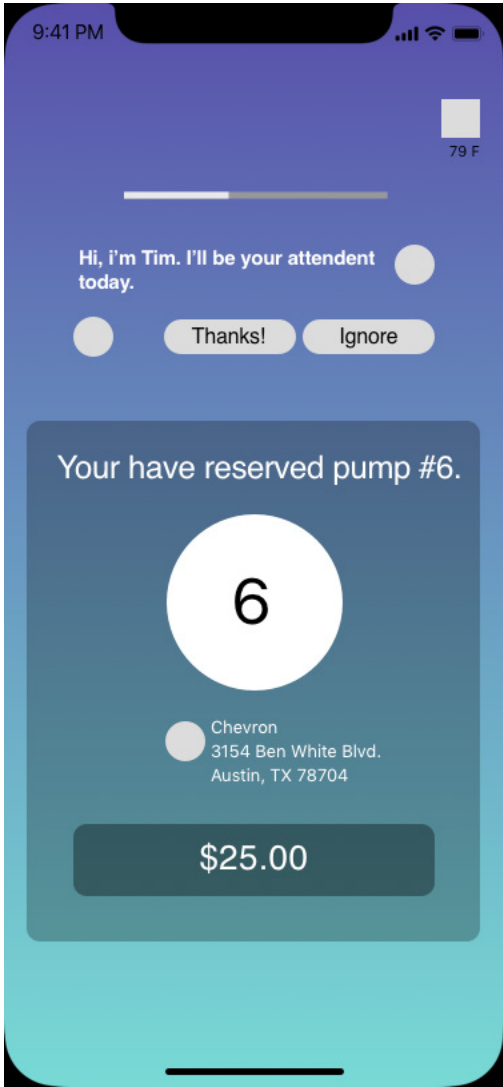 9:41 PM
79 F
Hi, i’m Tim. I’ll be your attendent
today.
Thanks!
Ignore
Your have reserved pump #6.
6
Chevron
3154 Ben White Blvd.
Austin, TX 78704
$25.00